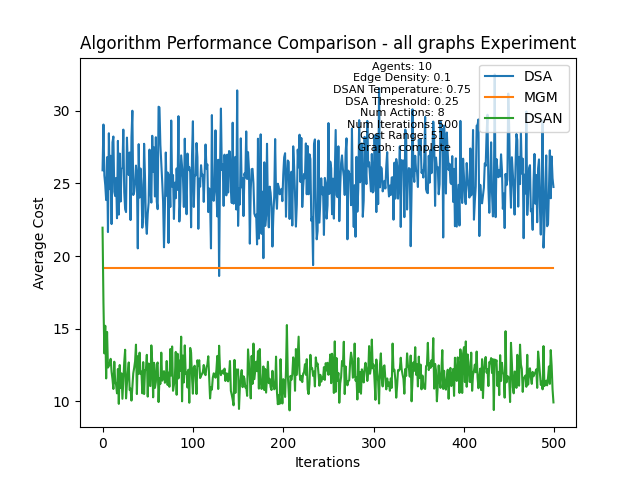 Algorithm Performance Comparison - all graphs Experiment
Agents: 10
Edge Density: 0.1
DSAN Temperature: 0.75
DSA Threshold: 0.25
Num Actions: 8
Num Iterations: 500
Cost Range: 51
Graph: complete
DSA
MGM
DSAN
Average Cost
30
25
20
15
10
0
100
200
300
400
500
Iterations